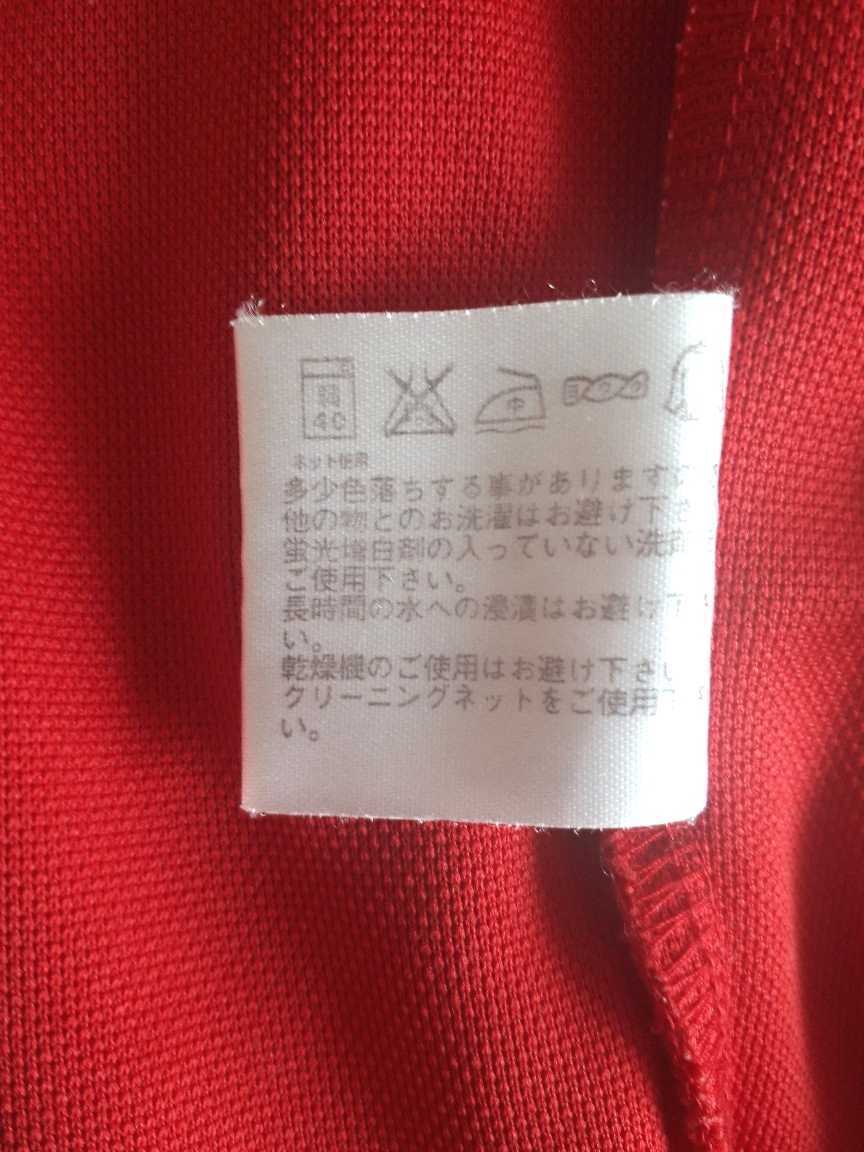 弱
40
中
ネット使用
多少色落ちする事があります
他の物とのお洗濯はお避け下さ
蛍光増白剤の入っていない洗剤
ご使用下さい。
長時間の水への浸漬はお避け下
い。
乾燥機のご使用はお避け下さい
クリーニングネットをご使用下さ
い。